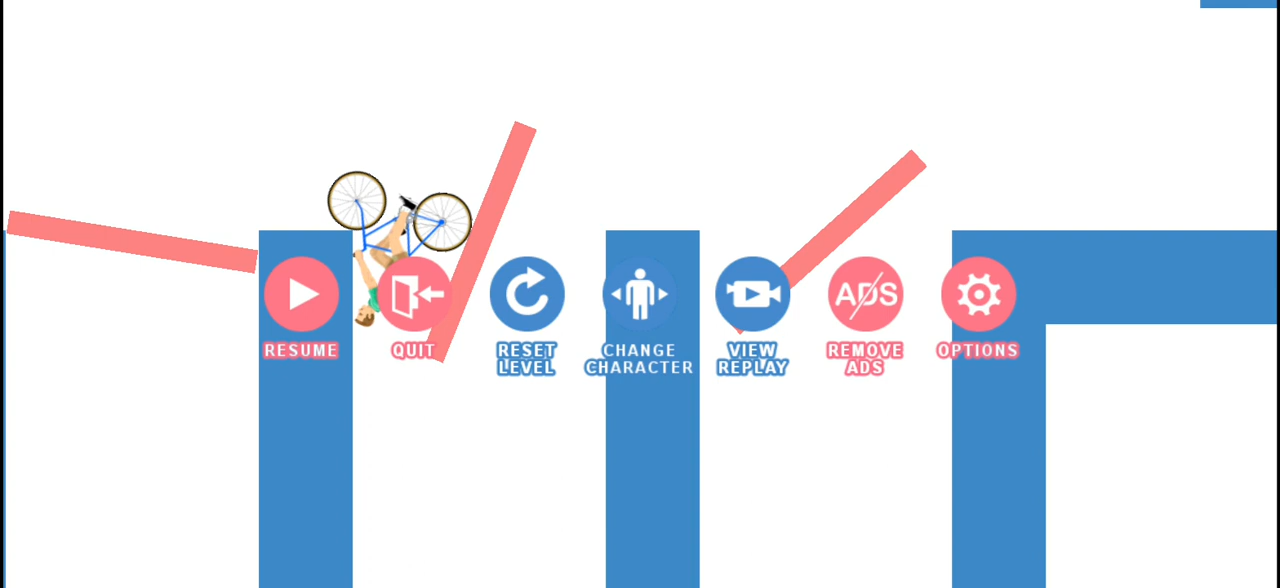 ADS
RESUME
QUIT
RESET
LEVEL
CHANGE
CHARACTER
VIEW
REPLAY
REMOVE
ADS
OPTIONS